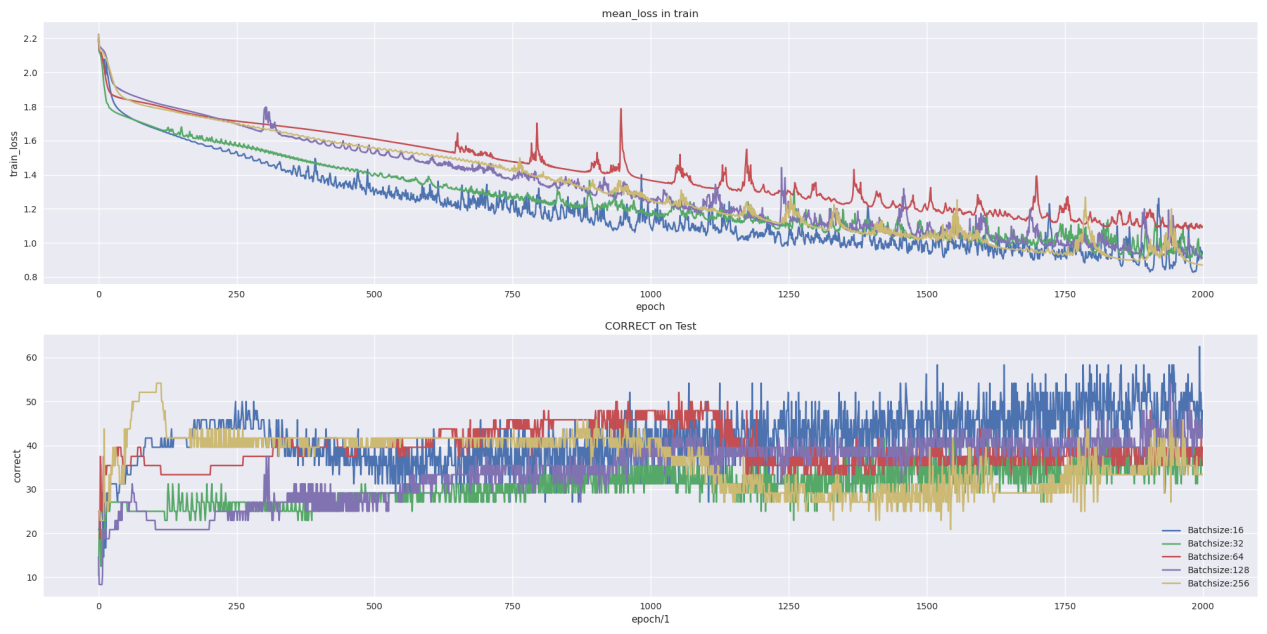 mean_loss in train
2.2
2.0
1.8
1.6
1.4
1.2
1.0
0.8
train_loss
0 250 500 750 1000 1250 1500 1750 2000
epoch
CORRECT on Test
60
50
40
30
20
10
correct
Batchsize:16
Batchsize:32
Batchsize:64
Batchsize:128
Batchsize:256
0 250 500 750 1000 1250 1500 1750 2000
epoch/1